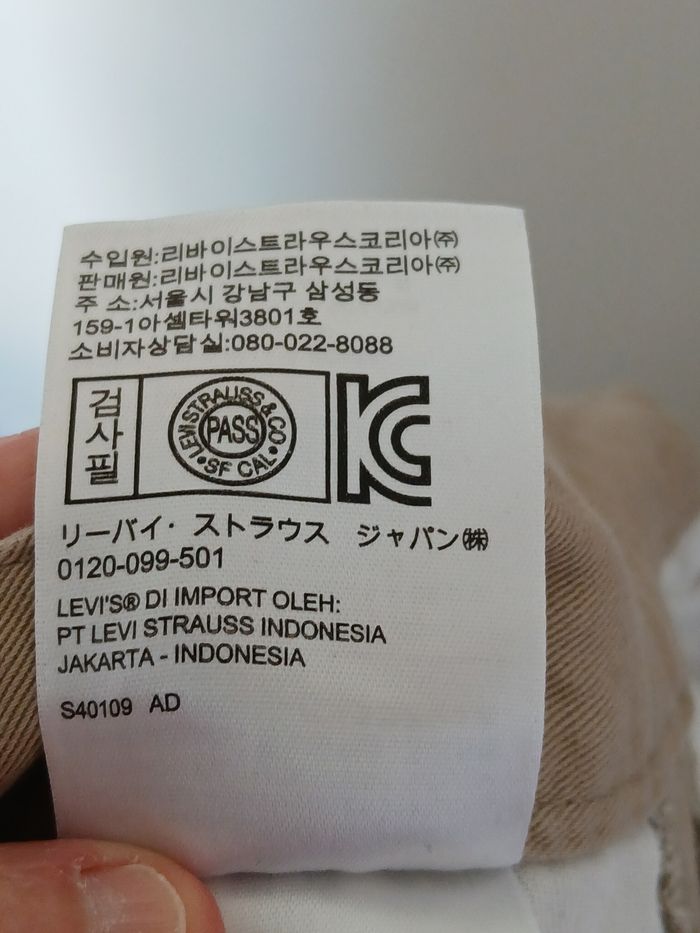 수입원:리바이스트라우스코리아㈜
판매원:리바이스트라우스코리아㈜
주 소:서울시 강남구 삼성동
159-1아셈타워3801호
소비자상담실:080-022-8088
검사필
LEVI STRAUSS & CO
PASS
• SF CAL •
KC
リーバイ・ストラウス ジャパン㈱
0120-099-501
LEVI'S® DI IMPORT OLEH:
PT LEVI STRAUSS INDONESIA
JAKARTA - INDONESIA
S40109 AD